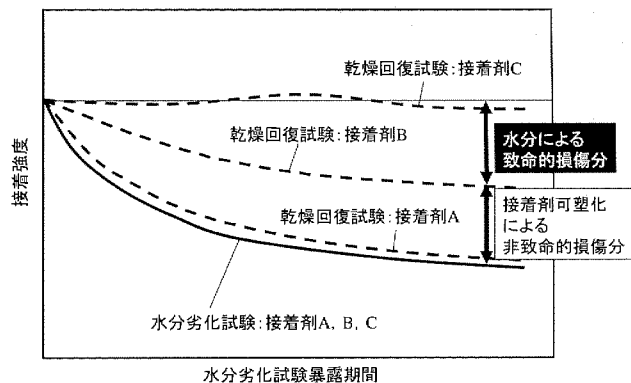 乾燥回復試験:接着剤C
乾燥回復試験:接着剤B
水分による
致命的損傷分
接着強度
乾燥回復試験:接着剤A
接着剤可塑化
による
非致命的損傷分
水分劣化試験:接着剤A, B, C
水分劣化試験暴露期間